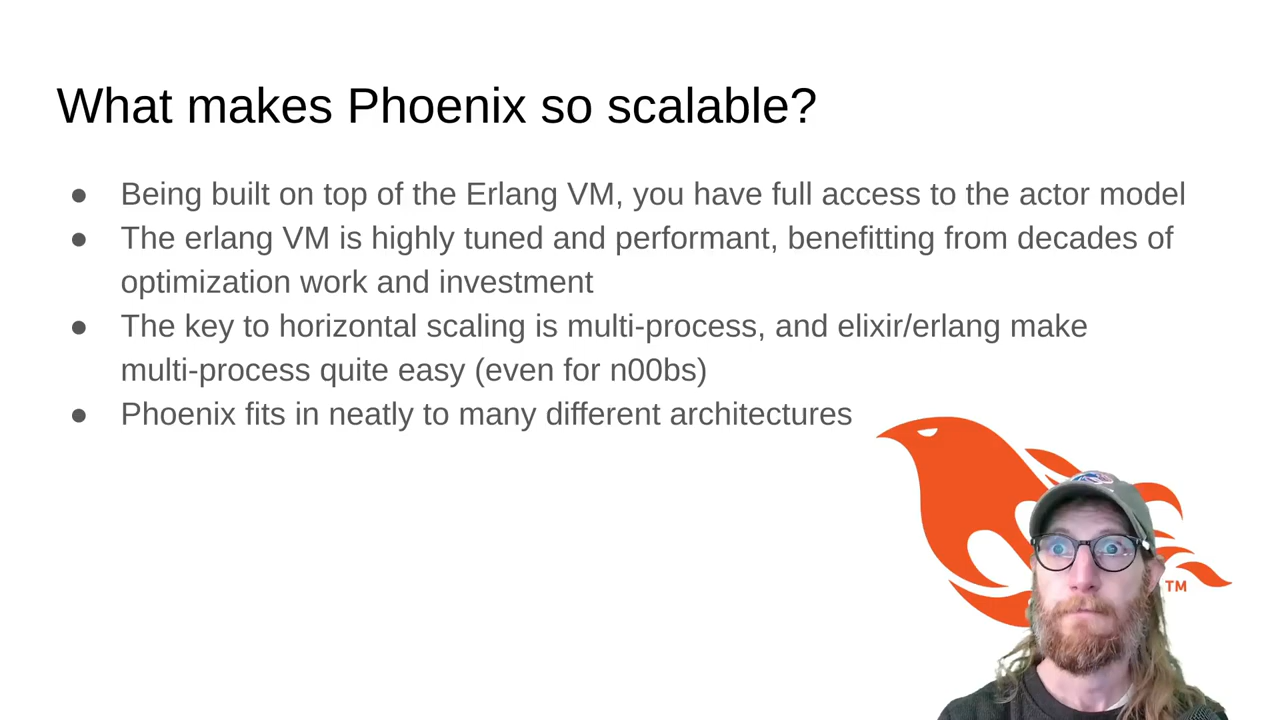 What makes Phoenix so scalable?
● Being built on top of the Erlang VM, you have full access to the actor model
● The erlang VM is highly tuned and performant, benefitting from decades of
optimization work and investment
● The key to horizontal scaling is multi-process, and elixir/erlang make
multi-process quite easy (even for n00bs)
● Phoenix fits in neatly to many different architectures
TM